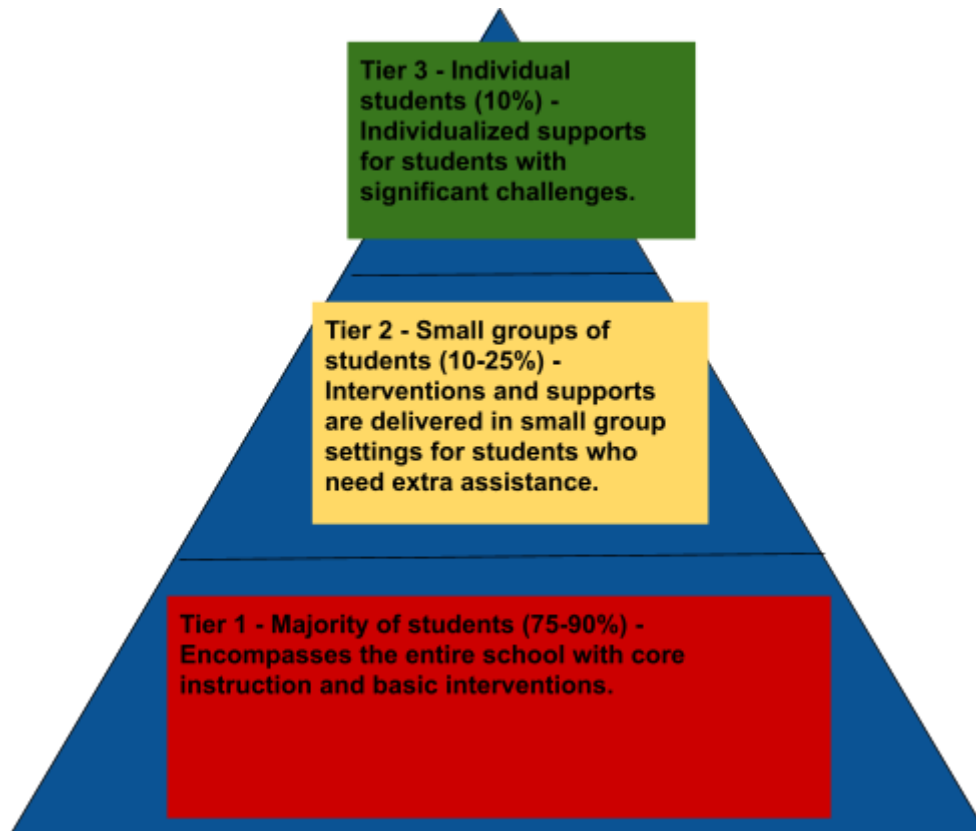 Tier 3 - Individual
students (10%) -
Individualized supports
for students with
significant challenges.
Tier 2 - Small groups of
students (10-25%) -
Interventions and supports
are delivered in small group
settings for students who
need extra assistance.
Tier 1 - Majority of students (75-90%) -
Encompasses the entire school with core
instruction and basic interventions.